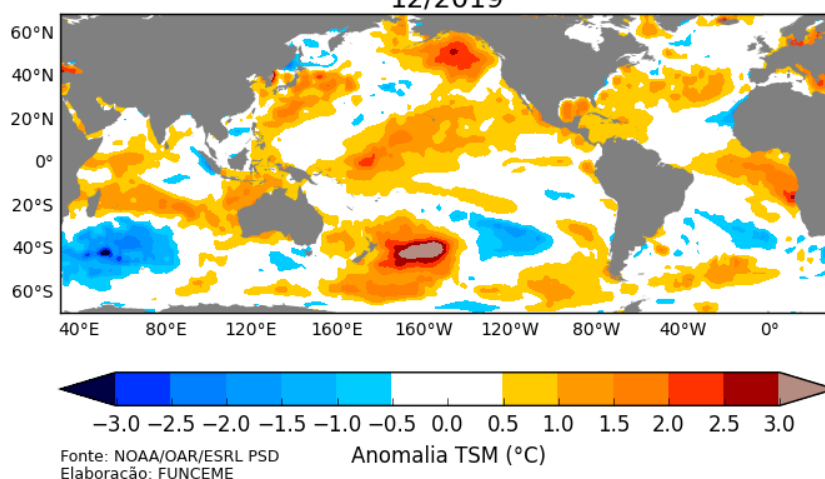 12/2019
60°N
40°N
20°N
0°
20°S
40°S
60°S
40°E 80°E 120°E 160°E 160°W 120°W 80°W 40°W 0°
−3.0 −2.5 −2.0 −1.5 −1.0 −0.5 0.0 0.5 1.0 1.5 2.0 2.5 3.0
Anomalia TSM (°C)
Fonte: NOAA/OAR/ESRL PSD
Elaboração: FUNCEME